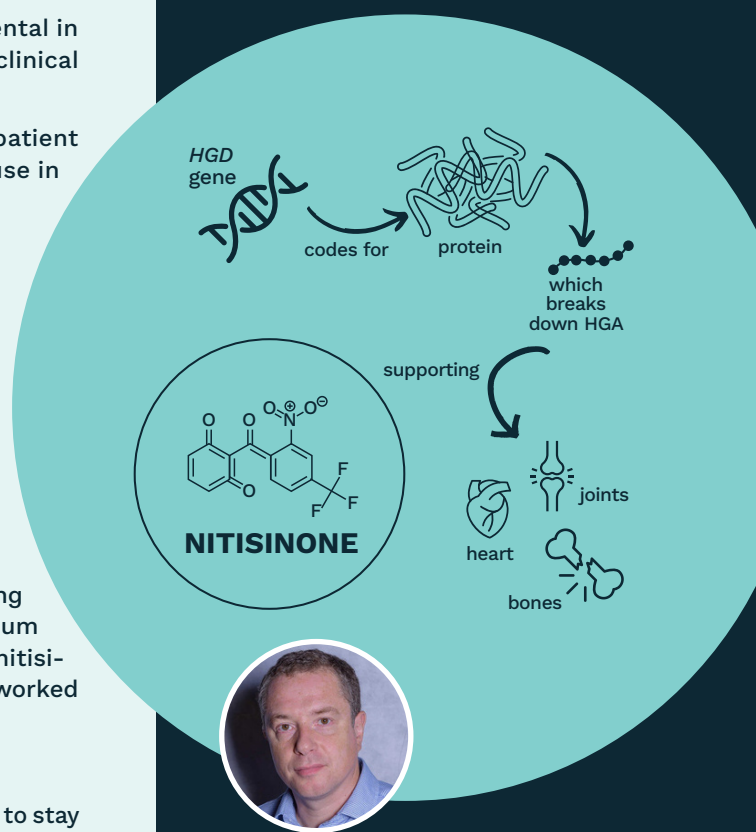 ental in
clinical
patient
use in
ng
um
nitisi-
worked
to stay
HGD
gene
codes for
protein
which
breaks
down HGA
supporting
O O O N⊕ O⊖
O
F
F F
NITISINONE
joints
heart
bones